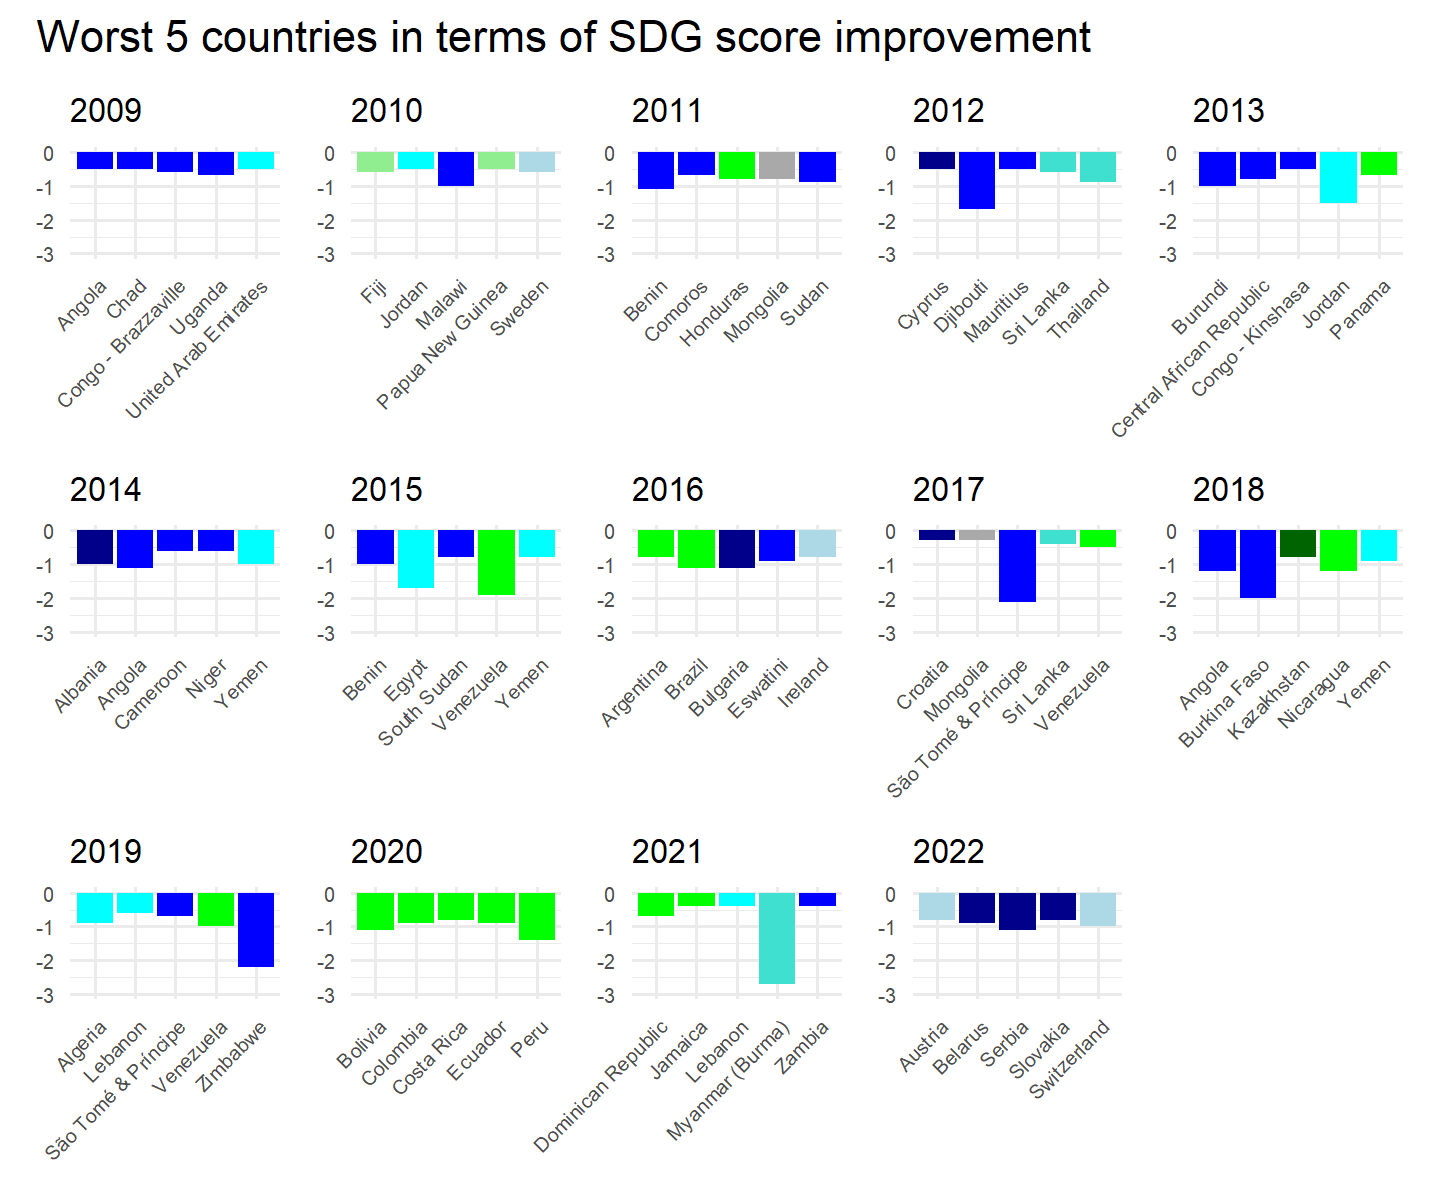 Worst 5 countries in terms of SDG score improvement
2009
2010
2011
2012
2013
0
-1
-2
-3
0
-1
-2
-3
0
-1
-2
-3
0
-1
-2
-3
0
-1
-2
-3
Angola
Chad
Congo - Brazzaville
Uganda
United Arab Emirates
Fiji
Jordan
Malawi
Papua New Guinea
Sweden
Benin
Comoros
Honduras
Mongolia
Sudan
Cyprus
Djibouti
Mauritius
Sri Lanka
Thailand
Burundi
Central African Republic
Congo - Kinshasa
Jordan
Panama
2014
2015
2016
2017
2018
0
-1
-2
-3
0
-1
-2
-3
0
-1
-2
-3
0
-1
-2
-3
0
-1
-2
-3
Albania
Angola
Cameroon
Niger
Yemen
Benin
Egypt
South Sudan
Venezuela
Yemen
Argentina
Brazil
Bulgaria
Eswatini
Ireland
Croatia
Mongolia
São Tomé & Príncipe
Sri Lanka
Venezuela
Angola
Burkina Faso
Kazakhstan
Nicaragua
Yemen
2019
2020
2021
2022
0
-1
-2
-3
0
-1
-2
-3
0
-1
-2
-3
0
-1
-2
-3
Algeria
Lebanon
São Tomé & Príncipe
Venezuela
Zimbabwe
Bolivia
Colombia
Costa Rica
Ecuador
Peru
Dominican Republic
Jamaica
Lebanon
Myanmar (Burma)
Zambia
Austria
Belarus
Serbia
Slovakia
Switzerland